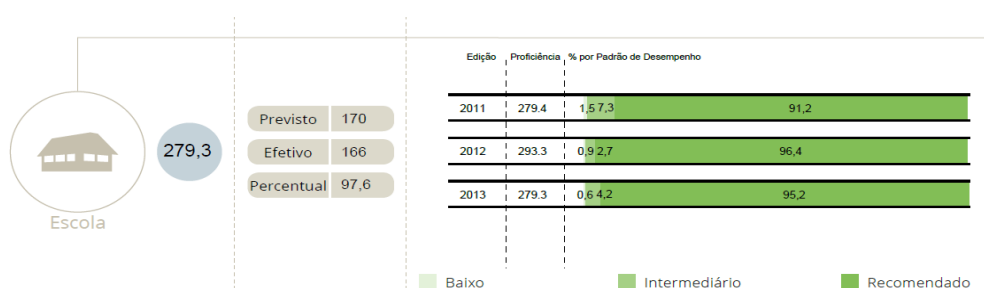 Edição Proficiência % por Padrão de Desempenho
2011 279.4 1,5 7,3 91,2
2012 293.3 0,9 2,7 96,4
2013 279.3 0,6 4,2 95,2
279,3
Previsto 170
Efetivo 166
Percentual 97,6
Escola
Baixo Intermediário Recomendado